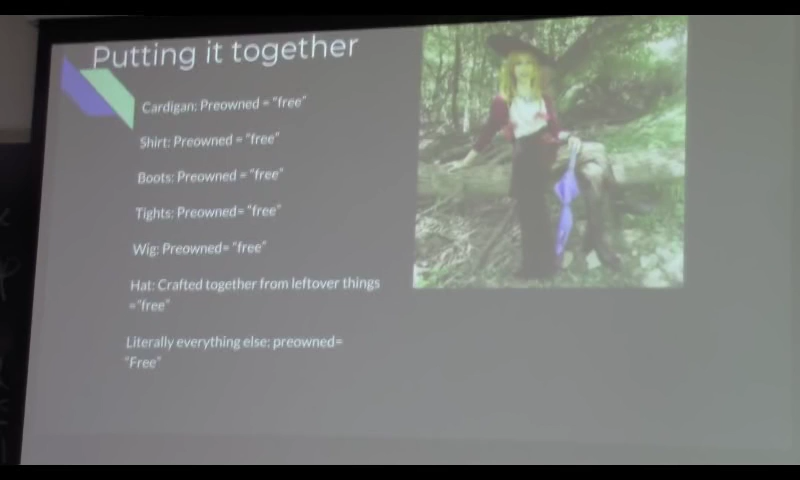 Putting it together
Cardigan: Preowned = "free"
Shirt: Preowned = "free"
Boots: Preowned = "free"
Tights: Preowned= "free"
Wig: Preowned= "free"
Hat: Crafted together from leftover things
="free"
Literally everything else: preowned=
"Free"